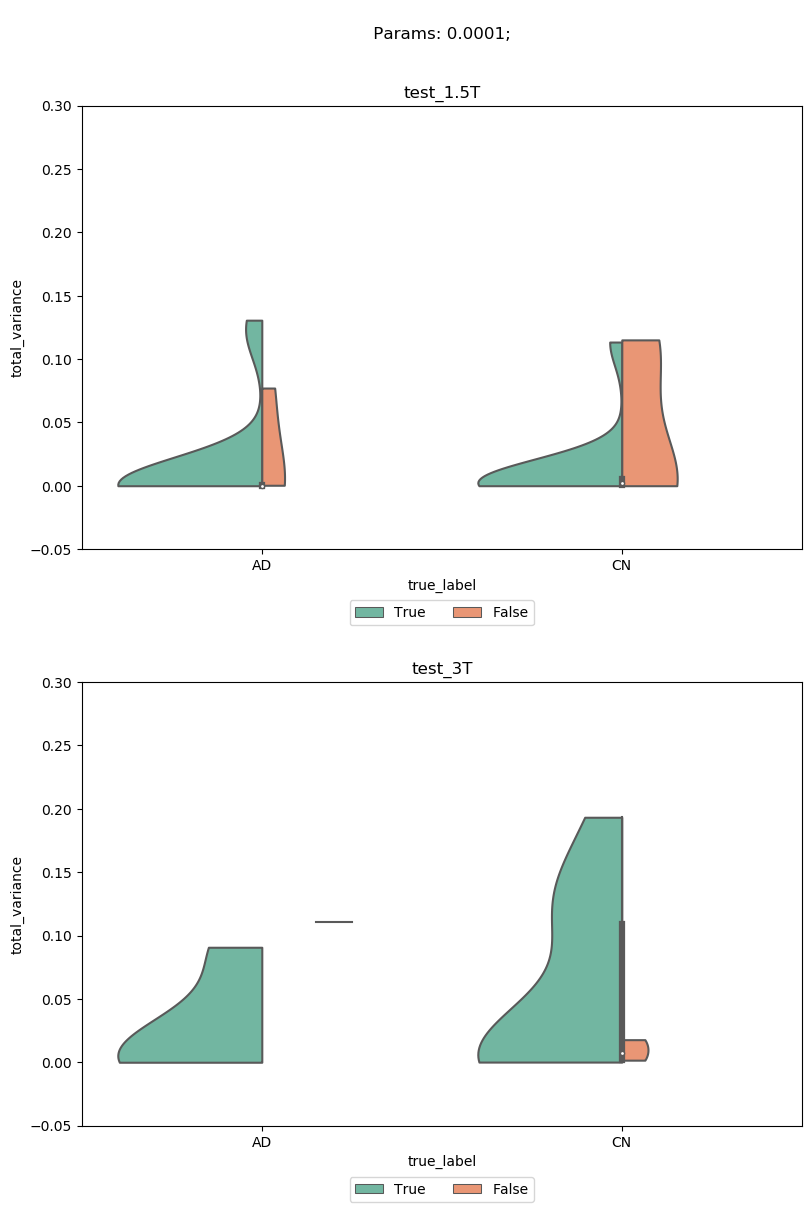 Params: 0.0001;
test_1.5T
0.30
0.25
0.20
0.15
0.10
0.05
0.00
−0.05
total_variance
AD CN
true_label
True False
test_3T
0.30
0.25
0.20
0.15
0.10
0.05
0.00
−0.05
total_variance
AD CN
true_label
True False